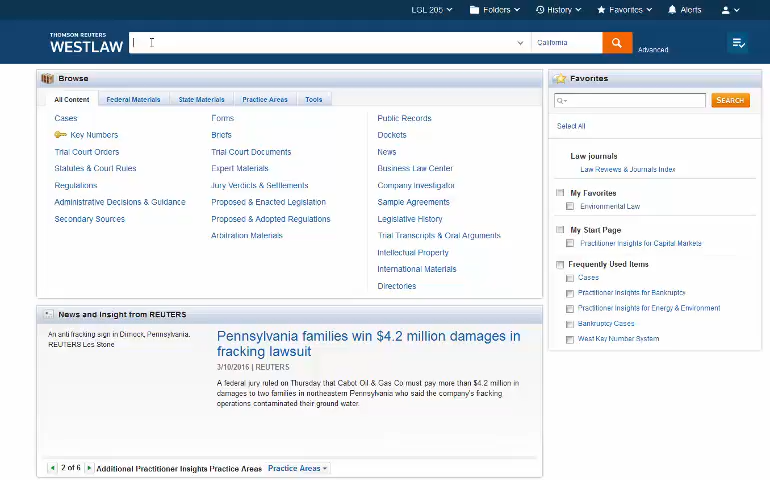 LGL 205
Folders
History
Favorites
Alerts
THOMSON REUTERS
WESTLAW
California
Advanced
Browse
All Content
Federal Materials
State Materials
Practice Areas
Tools
Cases
Key Numbers
Trial Court Orders
Statutes & Court Rules
Regulations
Administrative Decisions & Guidance
Secondary Sources
Forms
Briefs
Trial Court Documents
Expert Materials
Jury Verdicts & Settlements
Proposed & Enacted Legislation
Proposed & Adopted Regulations
Arbitration Materials
Public Records
Dockets
News
Business Law Center
Company Investigator
Sample Agreements
Legislative History
Trial Transcripts & Oral Arguments
Intellectual Property
International Materials
Directories
News and Insight from REUTERS
An anti fracking sign in Dimock, Pennsylvania.
REUTERS Les Stone
Pennsylvania families win $4.2 million damages in
fracking lawsuit
3/10/2016 | REUTERS
A federal jury ruled on Thursday that Cabot Oil & Gas Co must pay more than $4.2 million in
damages to two families in northeastern Pennsylvania who said the company's fracking
operations contaminated their ground water.
2 of 6
Additional Practitioner Insights Practice Areas
Practice Areas
Favorites
SEARCH
Select All
Law journals
Law Reviews & Journals Index
My Favorites
Environmental Law
My Start Page
Practitioner Insights for Capital Markets
Frequently Used Items
Cases
Practitioner Insights for Bankruptcy
Practitioner Insights for Energy & Environment
Bankruptcy Cases
West Key Number System